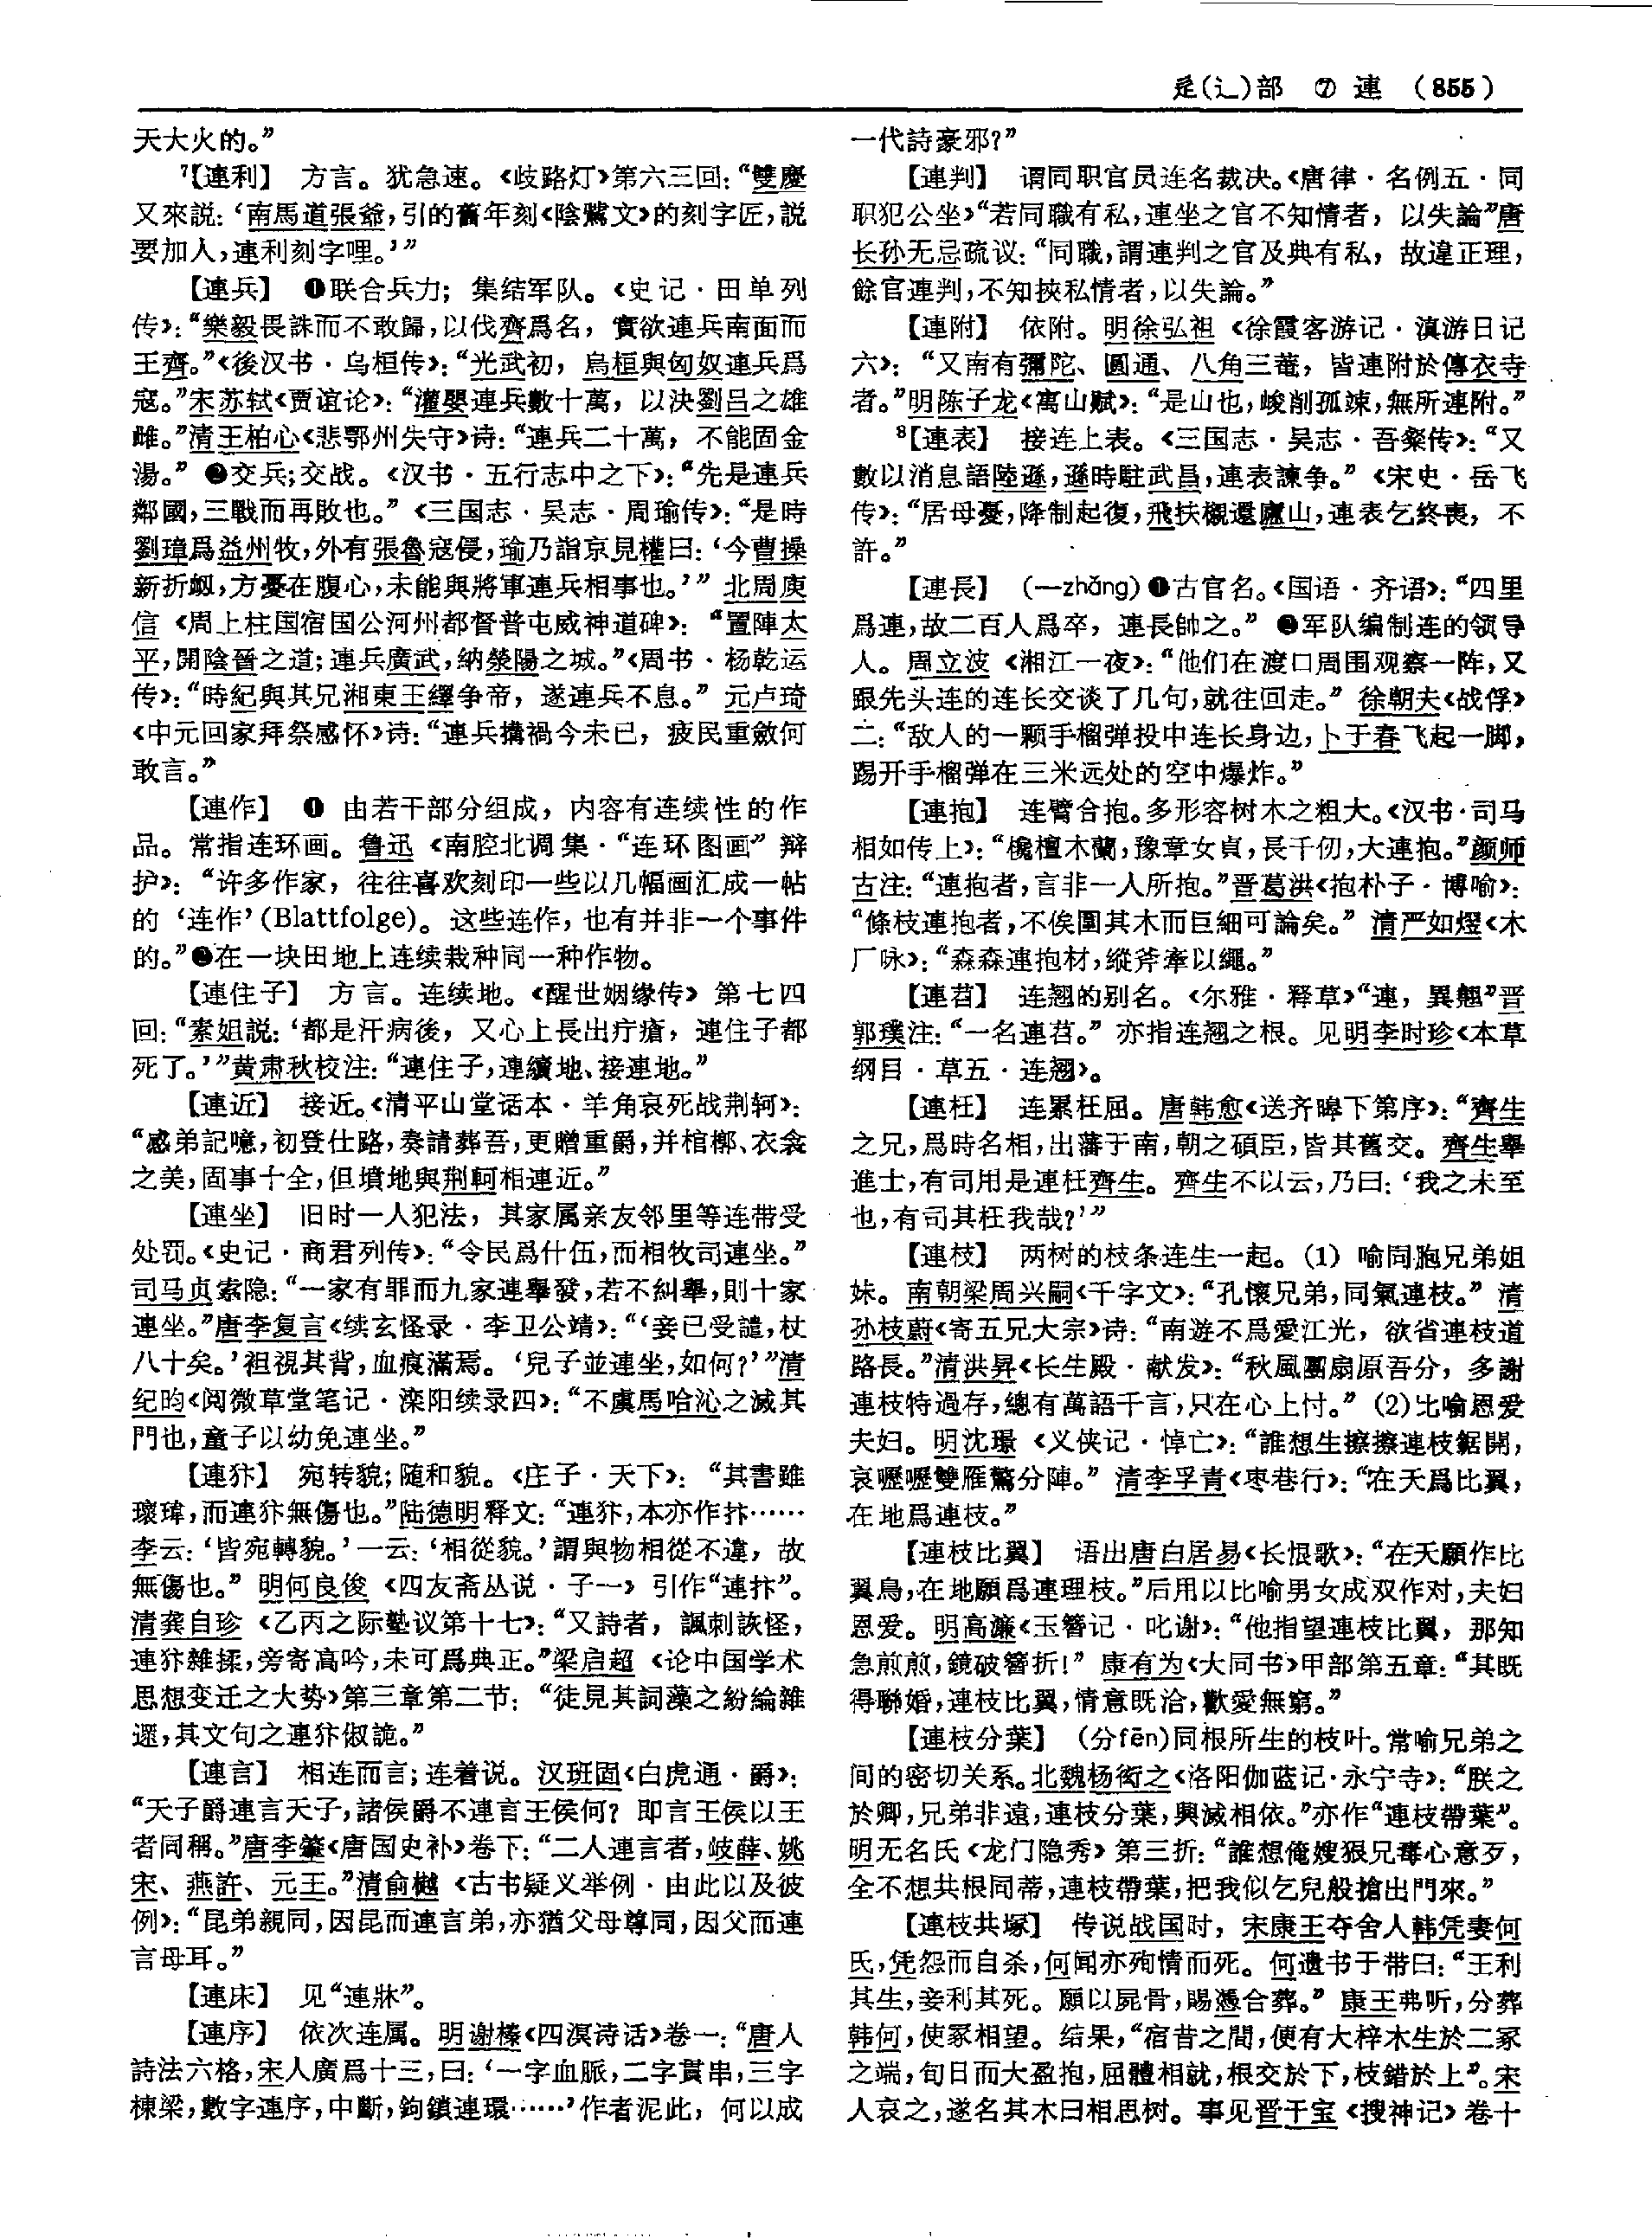 辵(辶)部 ⑦ 連 (855)
天大火的。”
⁷【連利】 方言。犹急速。《歧路灯》第六三回：“雙慶
又來説：‘南馬道張爺，引的舊年刻《陰騭文》的刻字匠，説
要加人，連利刻字哩。’”
【連兵】 ❶联合兵力；集结军队。《史记·田单列
传》：“樂毅畏誅而不敢歸，以伐齊爲名，實欲連兵南面而
王齊。”《後汉书·乌桓传》：“光武初，烏桓與匈奴連兵爲
寇。”宋苏轼《贾谊论》：“灌嬰連兵數十萬，以決劉吕之雄
雌。”清王柏心《悲鄂州失守》诗：“連兵二十萬，不能固金
湯。” ❷交兵；交战。《汉书·五行志中之下》：“先是連兵
鄰國，三戰而再敗也。”《三国志·吴志·周瑜传》：“是時
劉璋爲益州牧，外有張魯寇侵，瑜乃詣京見權曰：‘今曹操
新折衂，方憂在腹心，未能與將軍連兵相事也。’” 北周庾
信《周上柱国宿国公河州都督普屯威神道碑》：“置陣太
平，開陰晉之道；連兵廣武，納滎陽之城。”《周书·杨乾运
传》：“時紀與其兄湘東王繹争帝，遂連兵不息。” 元卢琦
《中元回家拜祭感怀》诗：“連兵搆禍今未已，疲民重斂何
敢言。”
【連作】 ❶ 由若干部分组成，内容有连续性的作
品。常指连环画。鲁迅《南腔北调集·“连环图画”辩
护》：“许多作家，往往喜欢刻印一些以几幅画汇成一帖
的‘连作’(Blattfolge)。这些连作，也有并非一个事件
的。”❷在一块田地上连续栽种同一种作物。
【連住子】 方言。连续地。《醒世姻缘传》第七四
回：“素姐説：‘都是汗病後，又心上長出疔瘡，連住子都
死了。’”黄肃秋校注：“連住子，連續地、接連地。”
【連近】 接近。《清平山堂话本·羊角哀死战荆轲》：
“感弟記憶，初登仕路，奏請葬吾，更赠重爵，并棺槨、衣衾
之美，固事十全，但墳地與荆軻相連近。”
【連坐】 旧时一人犯法，其家属亲友邻里等连带受
处罚。《史记·商君列传》：“令民爲什伍，而相牧司連坐。”
司马贞索隐：“一家有罪而九家連舉發，若不糾舉，則十家
連坐。”唐李复言《续玄怪录·李卫公靖》：“‘妾已受譴，杖
八十矣。’袒視其背，血痕滿焉。‘兒子並連坐，如何？’”清
纪昀《阅微草堂笔记·滦阳续录四》：“不虞馬哈沁之滅其
門也，童子以幼免連坐。”
【連犿】 宛转貌；随和貌。《庄子·天下》：“其書雖
瓌瑋，而連犿無傷也。”陆德明释文：“連犿，本亦作抃……
李云：‘皆宛轉貌。’一云：‘相從貌。’謂與物相從不違，故
無傷也。” 明何良俊《四友斋丛说·子一》引作“連抃”。
清龚自珍《乙丙之际塾议第十七》：“又詩者，諷刺詼怪，
連犿雜揉，旁寄高吟，未可爲典正。”梁启超《论中国学术
思想变迁之大势》第三章第二节：“徒見其詞藻之紛綸雜
遝，其文句之連犿俶詭。”
【連言】 相连而言；连着说。汉班固《白虎通·爵》：
“天子爵連言天子，諸侯爵不連言王侯何？即言王侯以王
者同稱。”唐李肇《唐国史补》卷下：“二人連言者，岐薛、姚
宋、燕許、元王。”清俞樾《古书疑义举例·由此以及彼
例》：“昆弟親同，因昆而連言弟，亦猶父母尊同，因父而連
言母耳。”
【連床】 见“連牀”。
【連序】 依次连属。明谢榛《四溟诗话》卷一：“唐人
詩法六格，宋人廣爲十三，曰：‘一字血脈，二字貫串，三字
棟梁，數字連序，中斷，鉤鎖連環……’作者泥此，何以成
一代詩豪邪？”
【連判】 谓同职官员连名裁决。《唐律·名例五·同
职犯公坐》“若同職有私，連坐之官不知情者，以失論”唐
长孙无忌疏议：“同職，謂連判之官及典有私，故違正理，
餘官連判，不知挾私情者，以失論。”
【連附】 依附。明徐弘祖《徐霞客游记·滇游日记
六》：“又南有彌陀、圓通、八角三菴，皆連附於傳衣寺
者。”明陈子龙《寓山赋》：“是山也，峻削孤竦，無所連附。”
⁸【連表】 接连上表。《三国志·吴志·吾粲传》：“又
數以消息語陸遜，遜時駐武昌，連表諫争。”《宋史·岳飞
传》：“居母憂，降制起復，飛扶櫬還廬山，連表乞終喪，不
許。”
【連長】 (—zhǎng)❶古官名。《国语·齐语》：“四里
爲連，故二百人爲卒，連長帥之。” ❷军队编制连的领导
人。周立波《湘江一夜》：“他们在渡口周围观察一阵，又
跟先头连的连长交谈了几句，就往回走。” 徐朝夫《战俘》
二：“敌人的一颗手榴弹投中连长身边，卜于春飞起一脚，
踢开手榴弹在三米远处的空中爆炸。”
【連抱】 连臂合抱。多形容树木之粗大。《汉书·司马
相如传上》：“欃檀木蘭，豫章女貞，長千仞，大連抱。”颜师
古注：“連抱者，言非一人所抱。”晋葛洪《抱朴子·博喻》：
“條枝連抱者，不俟圍其木而巨細可論矣。” 清严如煜《木
厂咏》：“森森連抱材，縱斧牽以繩。”
【連苕】 连翘的别名。《尔雅·释草》“連，異翹”晋
郭璞注：“一名連苕。”亦指连翘之根。见明李时珍《本草
纲目·草五·连翘》。
【連枉】 连累枉屈。唐韩愈《送齐皞下第序》：“齊生
之兄，爲時名相，出藩于南，朝之碩臣，皆其舊交。齊生舉
進士，有司用是連枉齊生。齊生不以云，乃曰：‘我之未至
也，有司其枉我哉？’”
【連枝】 两树的枝条连生一起。(1) 喻同胞兄弟姐
妹。南朝梁周兴嗣《千字文》：“孔懷兄弟，同氣連枝。” 清
孙枝蔚《寄五兄大宗》诗：“南遊不爲愛江光，欲省連枝道
路長。”清洪昇《长生殿·献发》：“秋風團扇原吾分，多謝
連枝特過存，總有萬語千言，只在心上忖。” (2)比喻恩爱
夫妇。明沈璟《义侠记·悼亡》：“誰想生擦擦連枝鋸開，
哀嚦嚦雙雁驚分陣。” 清李孚青《枣巷行》：“在天爲比翼，
在地爲連枝。”
【連枝比翼】 语出唐白居易《长恨歌》：“在天願作比
翼鳥，在地願爲連理枝。”后用以比喻男女成双作对，夫妇
恩爱。明高濂《玉簪记·叱谢》：“他指望連枝比翼，那知
急煎煎，鏡破簪折！” 康有为《大同书》甲部第五章：“其既
得聯婚，連枝比翼，情意既洽，歡愛無窮。”
【連枝分葉】 (分fēn)同根所生的枝叶。常喻兄弟之
间的密切关系。北魏杨衒之《洛阳伽蓝记·永宁寺》：“朕之
於卿，兄弟非遠，連枝分葉，興滅相依。”亦作“連枝帶葉”。
明无名氏《龙门隐秀》第三折：“誰想俺嫂狠兄毒心意歹，
全不想共根同蒂，連枝帶葉，把我似乞兒般搶出門來。”
【連枝共塚】 传说战国时，宋康王夺舍人韩凭妻何
氏，凭怨而自杀，何闻亦殉情而死。何遗书于带曰：“王利
其生，妾利其死。願以屍骨，賜憑合葬。” 康王弗听，分葬
韩何，使冢相望。结果，“宿昔之間，便有大梓木生於二冢
之端，旬日而大盈抱，屈體相就，根交於下，枝錯於上”。宋
人哀之，遂名其木曰相思树。事见晋干宝《搜神记》卷十